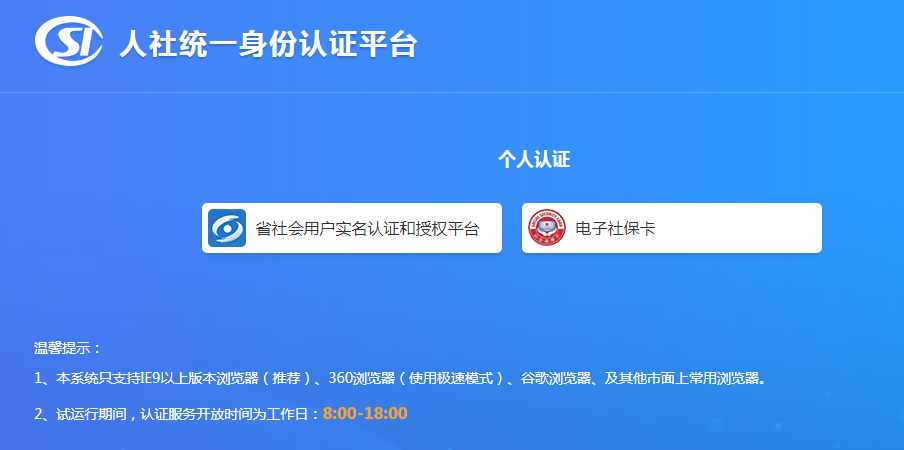 SI 人社统一身份认证平台
个人认证
省社会用户实名认证和授权平台
电子社保卡
温馨提示：
1、本系统只支持IE9以上版本浏览器（推荐）、360浏览器（使用极速模式）、谷歌浏览器、及其他市面上常用浏览器。
2、试运行期间，认证服务开放时间为工作日：8:00-18:00